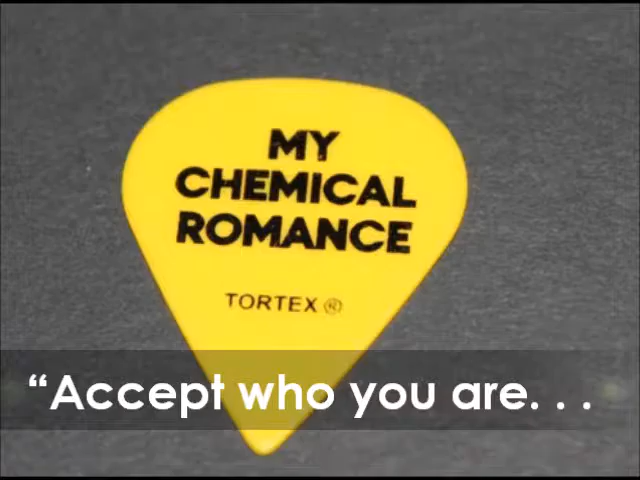 MY
CHEMICAL
ROMANCE
TORTEX ®
“Accept who you are. . .